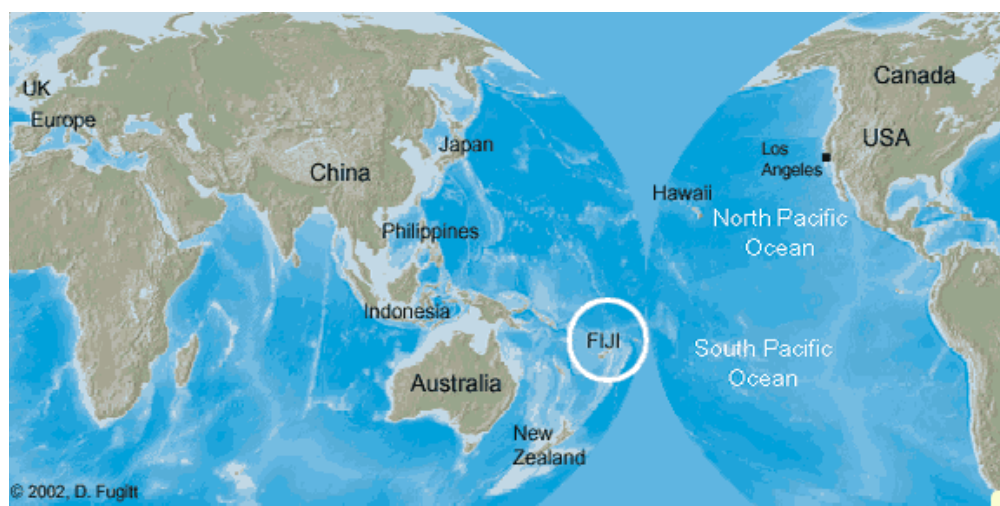 UK
Europe
China
Japan
Philippines
Indonesia
Australia
New
Zealand
FIJI
Hawaii
Los
Angeles
Canada
USA
North Pacific
Ocean
South Pacific
Ocean
© 2002, D. Fugitt